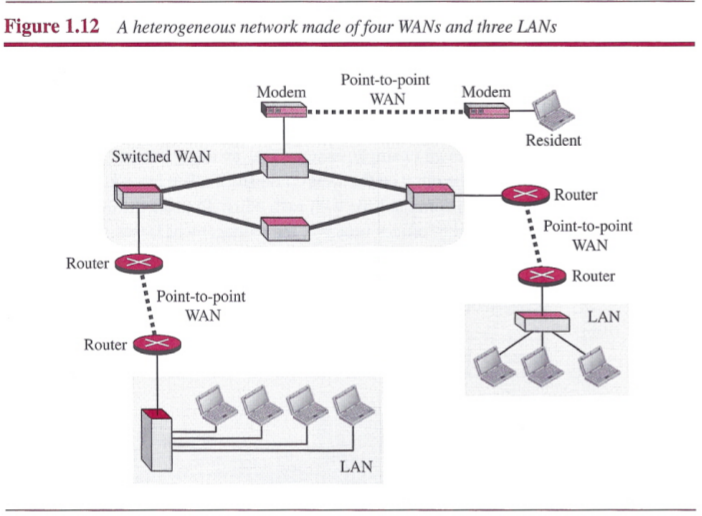 Figure 1.12 A heterogeneous network made of four WANs and three LANs
Point-to-point
WAN
Modem
Modem
Resident
Switched WAN
Router
Point-to-point
WAN
Router
Router
Point-to-point
WAN
LAN
Router
LAN